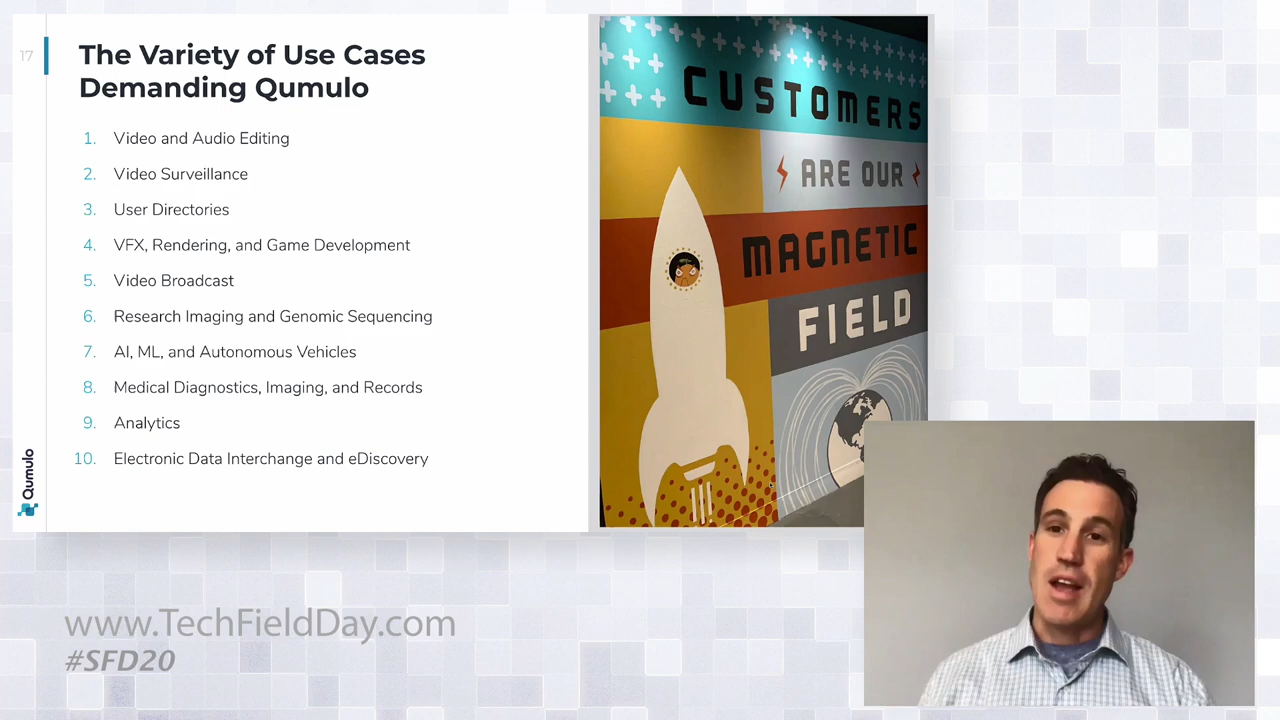 17
The Variety of Use Cases
Demanding Qumulo
1. Video and Audio Editing
2. Video Surveillance
3. User Directories
4. VFX, Rendering, and Game Development
5. Video Broadcast
6. Research Imaging and Genomic Sequencing
7. AI, ML, and Autonomous Vehicles
8. Medical Diagnostics, Imaging, and Records
9. Analytics
10. Electronic Data Interchange and eDiscovery
Qumulo
CUSTOMERS
ARE OUR
MAGNETIC
FIELD
www.TechFieldDay.com
#SFD20